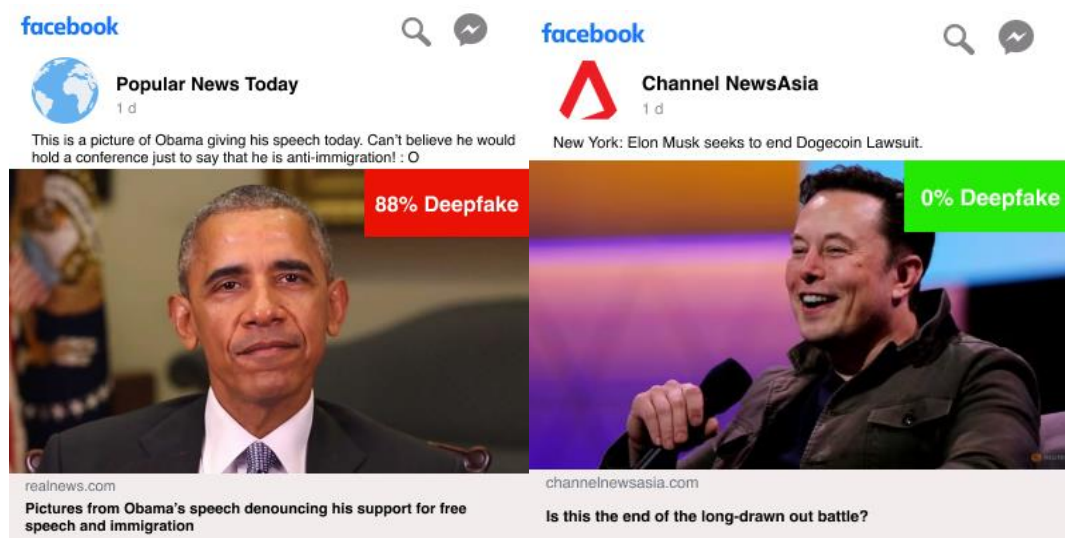 facebook
Popular News Today
1 d
This is a picture of Obama giving his speech today. Can't believe he would
hold a conference just to say that he is anti-immigration! : O
88% Deepfake
realnews.com
Pictures from Obama's speech denouncing his support for free
speech and immigration
facebook
Channel NewsAsia
1 d
New York: Elon Musk seeks to end Dogecoin Lawsuit.
0% Deepfake
channelnewsasia.com
Is this the end of the long-drawn out battle?